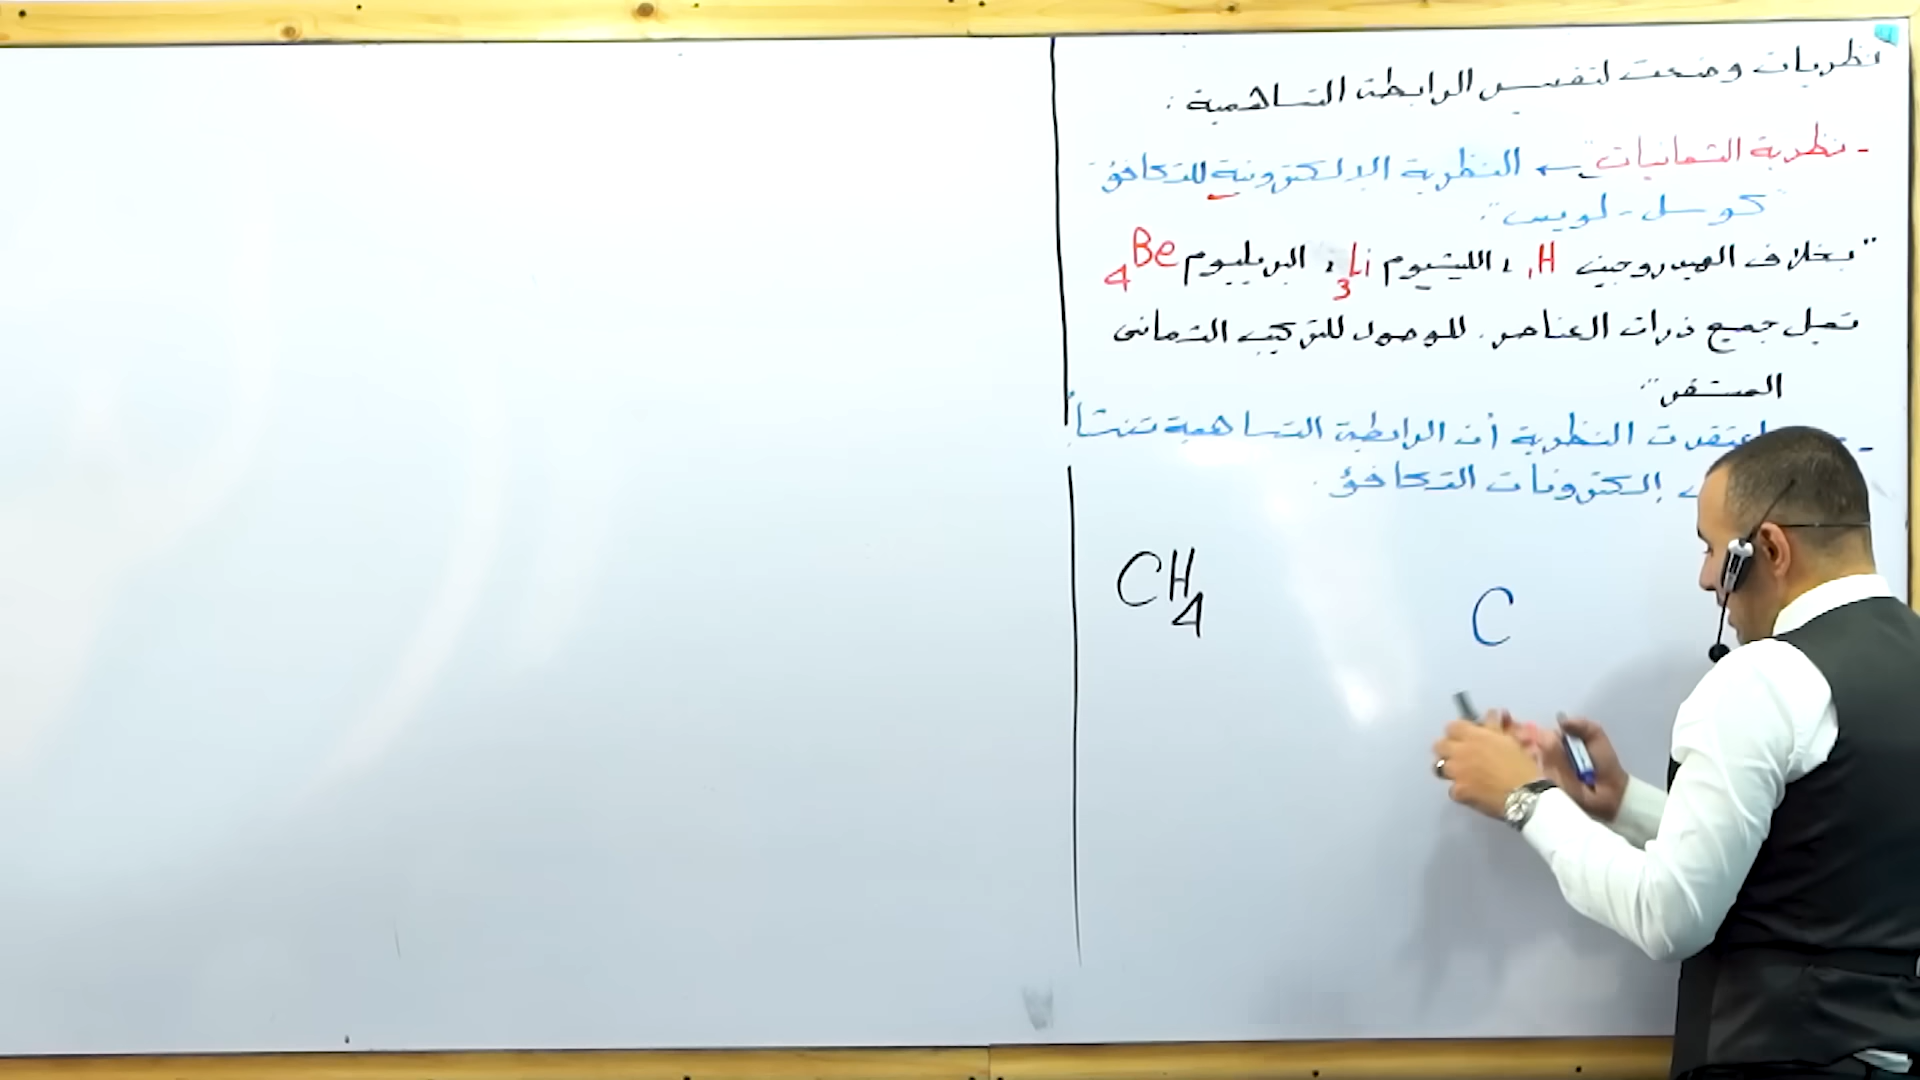 نظريات وضعت لتفسير الرابطة التساهمية :
- نظرية الثمانيات ← النظرية الإلكترونية للتكافؤ
"كوسل - لويس".
"بخلاف الهيدروجين ₁H ، الليثيوم ₃Li ، البريليوم ₄Be
تميل جميع ذرات العناصر للوصول للتركيب الثمانى
المستقر"
- اعتقدت النظرية أن الرابطة التساهمية تنشأ
إلكترونات التكافؤ .
CH₄
C